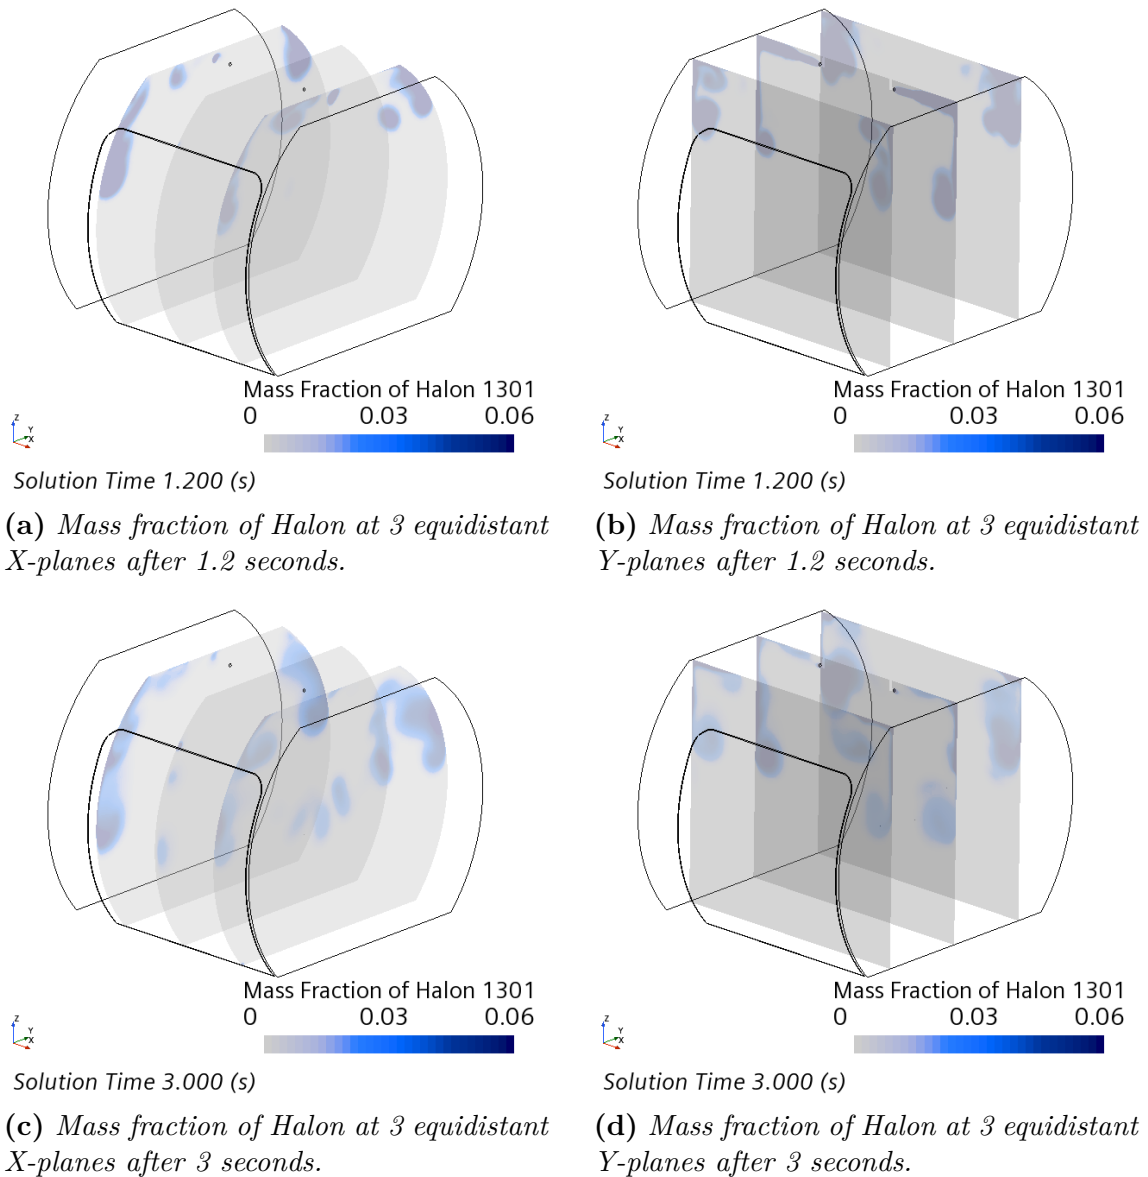 Mass Fraction of Halon 1301
0 0.03 0.06
Z
Y
X
Solution Time 1.200 (s)
(a) Mass fraction of Halon at 3 equidistant
X-planes after 1.2 seconds.
Mass Fraction of Halon 1301
0 0.03 0.06
Z
Y
X
Solution Time 1.200 (s)
(b) Mass fraction of Halon at 3 equidistant
Y-planes after 1.2 seconds.
Mass Fraction of Halon 1301
0 0.03 0.06
Z
Y
X
Solution Time 3.000 (s)
(c) Mass fraction of Halon at 3 equidistant
X-planes after 3 seconds.
Mass Fraction of Halon 1301
0 0.03 0.06
Z
Y
X
Solution Time 3.000 (s)
(d) Mass fraction of Halon at 3 equidistant
Y-planes after 3 seconds.